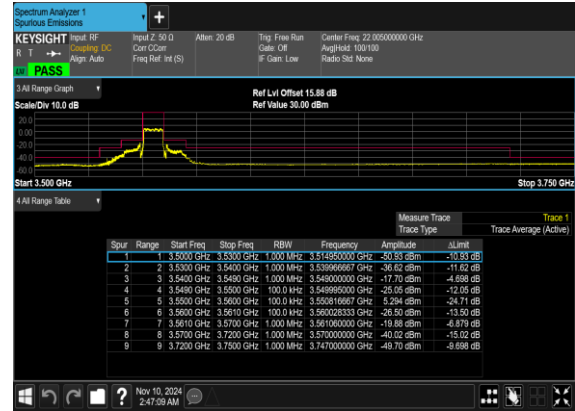 Spectrum Analyzer 1
Spurious Emissions
+
KEYSIGHT Input: RF Input Z: 50 Ω Atten: 20 dB Trig: Free Run Center Freq: 22.005000000 GHz
R T Coupling: DC Corr CCorr Gate: Off Avg|Hold: 100/100
Align: Auto Freq Ref: Int (S) IF Gain: Low Radio Std: None
PASS
3 All Range Graph
Ref Lvl Offset 15.88 dB
Scale/Div 10.0 dB Ref Value 30.00 dBm
20.0
0.00
-20.0
-40.0
-60.0
Start 3.500 GHz Stop 3.750 GHz
4 All Range Table
Measure Trace Trace 1
Trace Type Trace Average (Active)
Spur Range Start Freq Stop Freq RBW Frequency Amplitude ΔLimit
1 1 3.5000 GHz 3.5300 GHz 1.000 MHz 3.514950000 GHz -50.93 dBm -10.93 dB
2 2 3.5300 GHz 3.5400 GHz 1.000 MHz 3.539966667 GHz -36.62 dBm -11.62 dB
3 3 3.5400 GHz 3.5490 GHz 1.000 MHz 3.549000000 GHz -17.70 dBm -4.698 dB
4 4 3.5490 GHz 3.5500 GHz 100.0 kHz 3.549995000 GHz -25.05 dBm -12.05 dB
5 5 3.5500 GHz 3.5600 GHz 100.0 kHz 3.550816667 GHz 5.294 dBm -24.71 dB
6 6 3.5600 GHz 3.5610 GHz 100.0 kHz 3.560028333 GHz -26.50 dBm -13.50 dB
7 7 3.5610 GHz 3.5700 GHz 1.000 MHz 3.561060000 GHz -19.88 dBm -6.879 dB
8 8 3.5700 GHz 3.7200 GHz 1.000 MHz 3.570000000 GHz -40.02 dBm -15.02 dB
9 9 3.7200 GHz 3.7500 GHz 1.000 MHz 3.747000000 GHz -49.70 dBm -9.698 dB
? Nov 10, 2024
2:47:09 AM